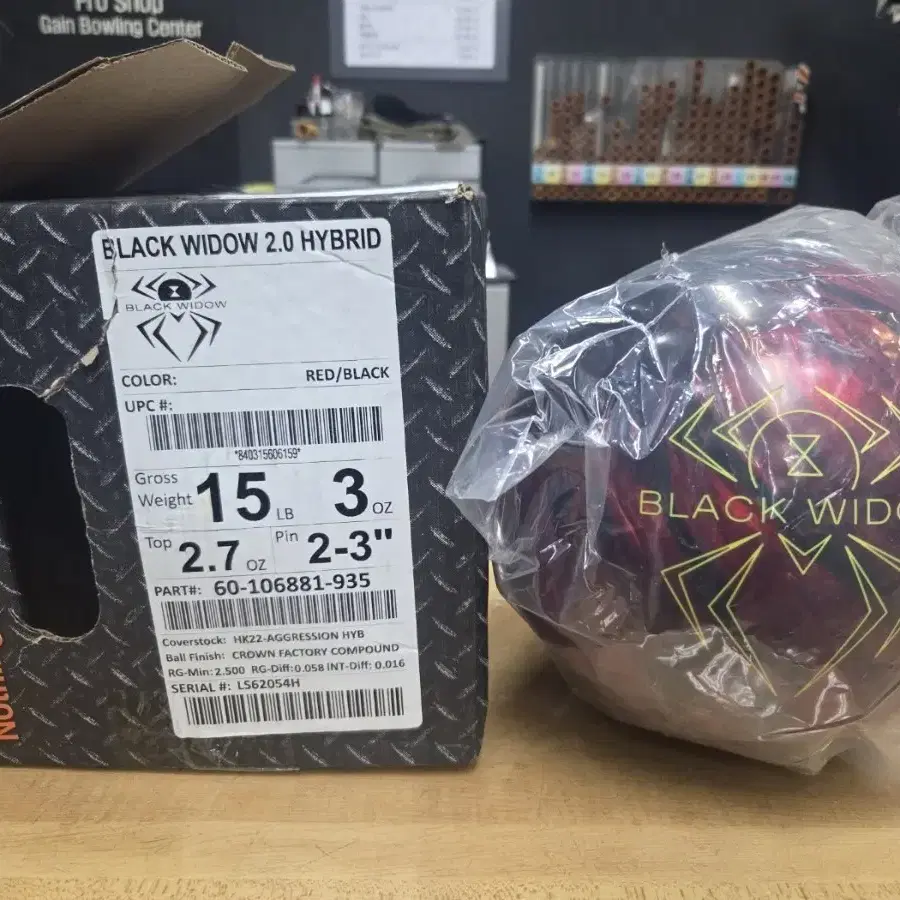 Pro Shop
Gain Bowling Center
BLACK WIDOW 2.0 HYBRID
BLACK WIDOW
COLOR: RED/BLACK
UPC #:
*840315606159*
Gross Weight 15 LB 3 OZ
Top 2.7 OZ Pin 2-3"
PART#: 60-106881-935
Coverstock: HK22-AGGRESSION HYB
Ball Finish: CROWN FACTORY COMPOUND
RG-Min: 2.500 RG-Diff: 0.058 INT-Diff: 0.016
SERIAL #: LS62054H
BLACK WIDO